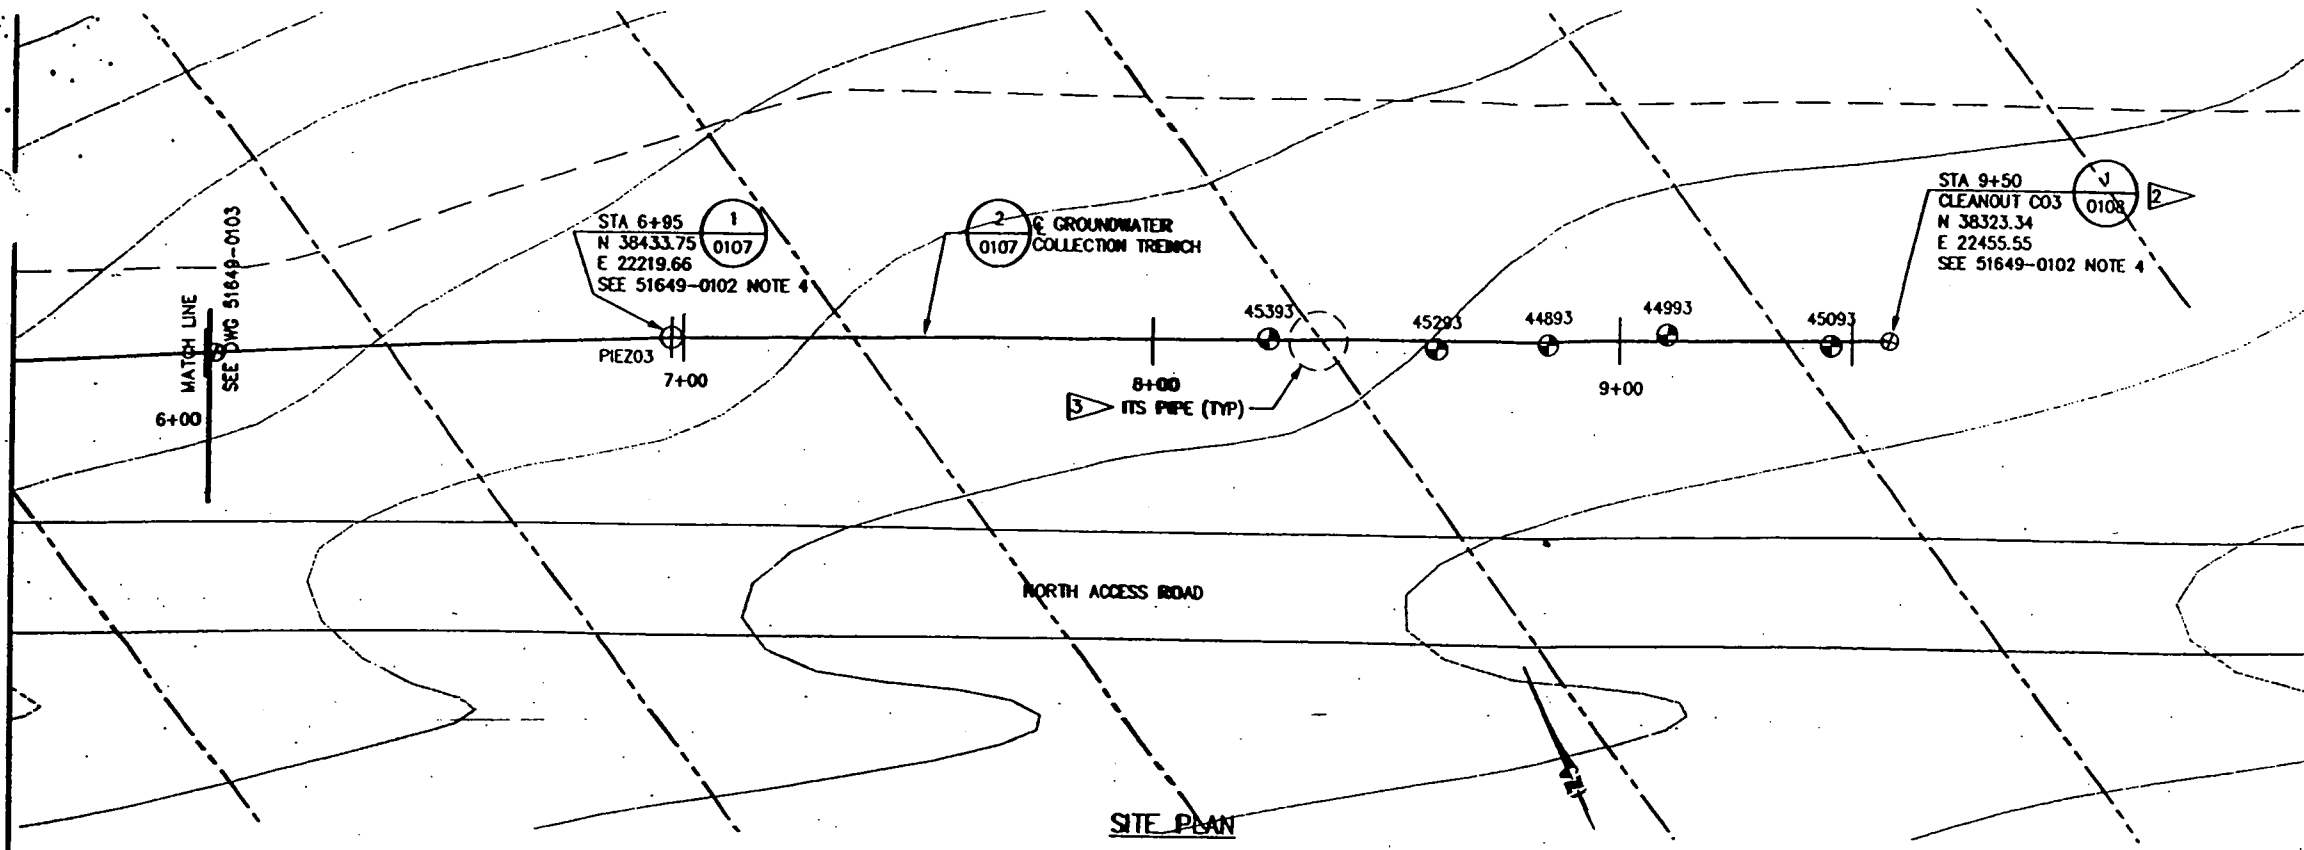 MATCH LINE
SEE DWG 51649-0103
6+00
STA 6+95
N 38433.75
E 22219.66
SEE 51649-0102 NOTE 4
1
0107
PIEZ03
7+00
2
0107
℄ GROUNDWATER
COLLECTION TRENCH
8+00
3
ITS PIPE (TYP)
45393
45293
44893
44993
45093
9+00
STA 9+50
CLEANOUT CO3
N 38323.34
E 22455.55
SEE 51649-0102 NOTE 4
0108
2
NORTH ACCESS ROAD
SITE PLAN